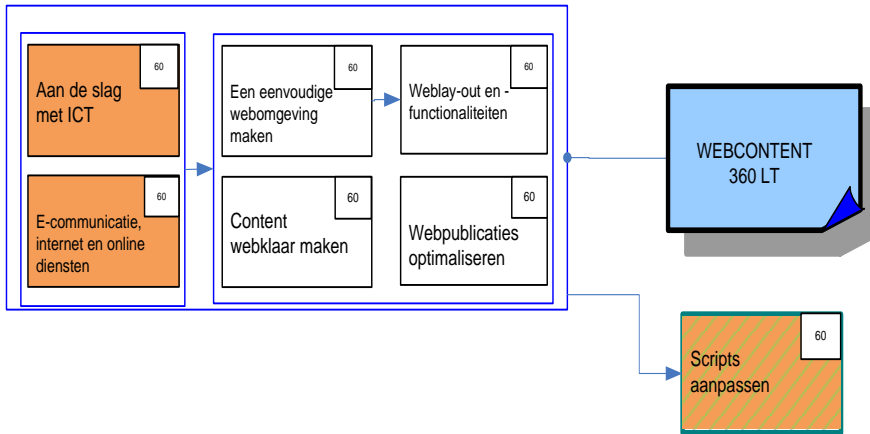 60
Aan de slag
met ICT
60
Een eenvoudige
webomgeving
maken
60
Weblay-out en -
functionaliteiten
60
E-communicatie,
internet en online
diensten
60
Content
webklaar maken
60
Webpublicaties
optimaliseren
WEBCONTENT
360 LT
60
Scripts
aanpassen